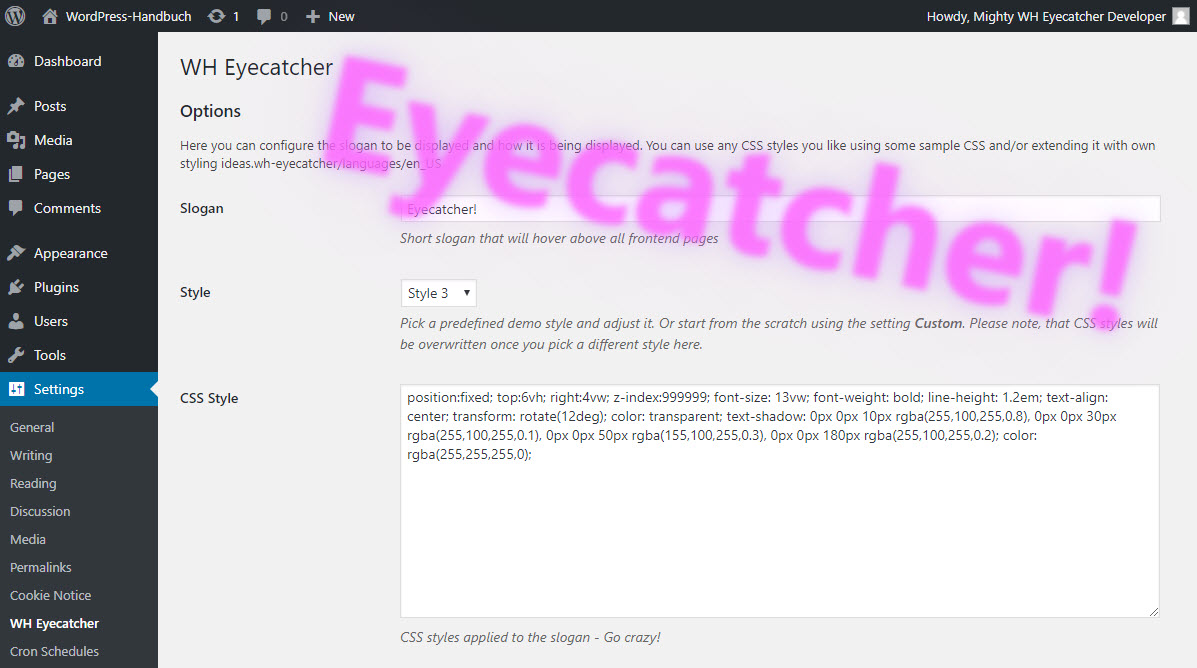 WordPress-Handbuch 1 0 New Howdy, Mighty WH Eyecatcher Developer
Dashboard
Posts
Media
Pages
Comments
Appearance
Plugins
Users
Tools
Settings
General
Writing
Reading
Discussion
Media
Permalinks
Cookie Notice
WH Eyecatcher
Cron Schedules
WH Eyecatcher
Eyecatcher!
Options
Here you can configure the slogan to be displayed and how it is being displayed. You can use any CSS styles you like using some sample CSS and/or extending it with own
styling ideas.wh-eyecatcher/languages/en_US
Slogan
Eyecatcher!
Short slogan that will hover above all frontend pages
Style
Style 3
Pick a predefined demo style and adjust it. Or start from the scratch using the setting Custom. Please note, that CSS styles will
be overwritten once you pick a different style here.
CSS Style
position:fixed; top:6vh; right:4vw; z-index:999999; font-size: 13vw; font-weight: bold; line-height: 1.2em; text-align:
center; transform: rotate(12deg); color: transparent; text-shadow: 0px 0px 10px rgba(255,100,255,0.8), 0px 0px 30px
rgba(255,100,255,0.1), 0px 0px 50px rgba(155,100,255,0.3), 0px 0px 180px rgba(255,100,255,0.2); color:
rgba(255,255,255,0);
CSS styles applied to the slogan - Go crazy!